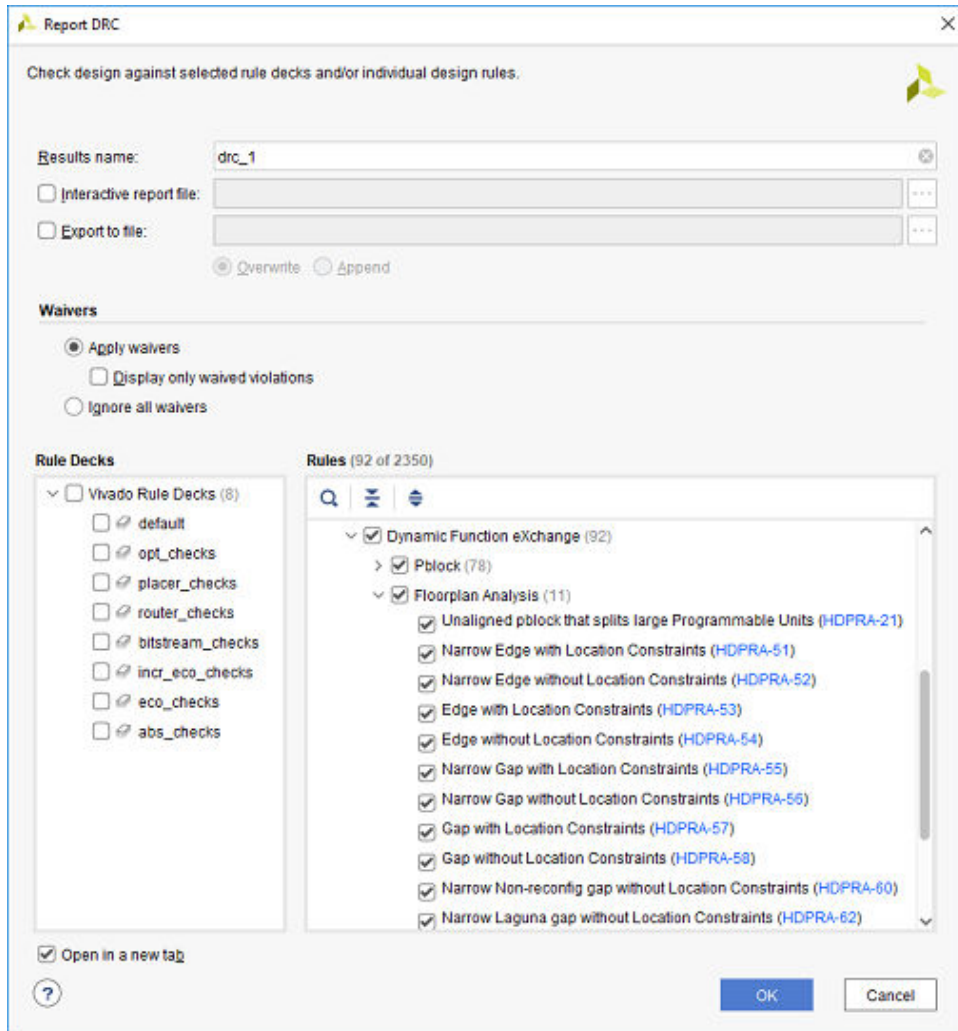 Report DRC
Check design against selected rule decks and/or individual design rules.
Results name: drc_1
Interactive report file:
Export to file:
Overwrite Append
Waivers
Apply waivers
Display only waived violations
Ignore all waivers
Rule Decks
Vivado Rule Decks (8)
default
opt_checks
placer_checks
router_checks
bitstream_checks
incr_eco_checks
eco_checks
abs_checks
Rules (92 of 2350)
Dynamic Function eXchange (92)
Pblock (78)
Floorplan Analysis (11)
Unaligned pblock that splits large Programmable Units (HDPRA-21)
Narrow Edge with Location Constraints (HDPRA-51)
Narrow Edge without Location Constraints (HDPRA-52)
Edge with Location Constraints (HDPRA-53)
Edge without Location Constraints (HDPRA-54)
Narrow Gap with Location Constraints (HDPRA-55)
Narrow Gap without Location Constraints (HDPRA-56)
Gap with Location Constraints (HDPRA-57)
Gap without Location Constraints (HDPRA-58)
Narrow Non-reconfig gap without Location Constraints (HDPRA-60)
Narrow Laguna gap without Location Constraints (HDPRA-62)
Open in a new tab
? OK Cancel